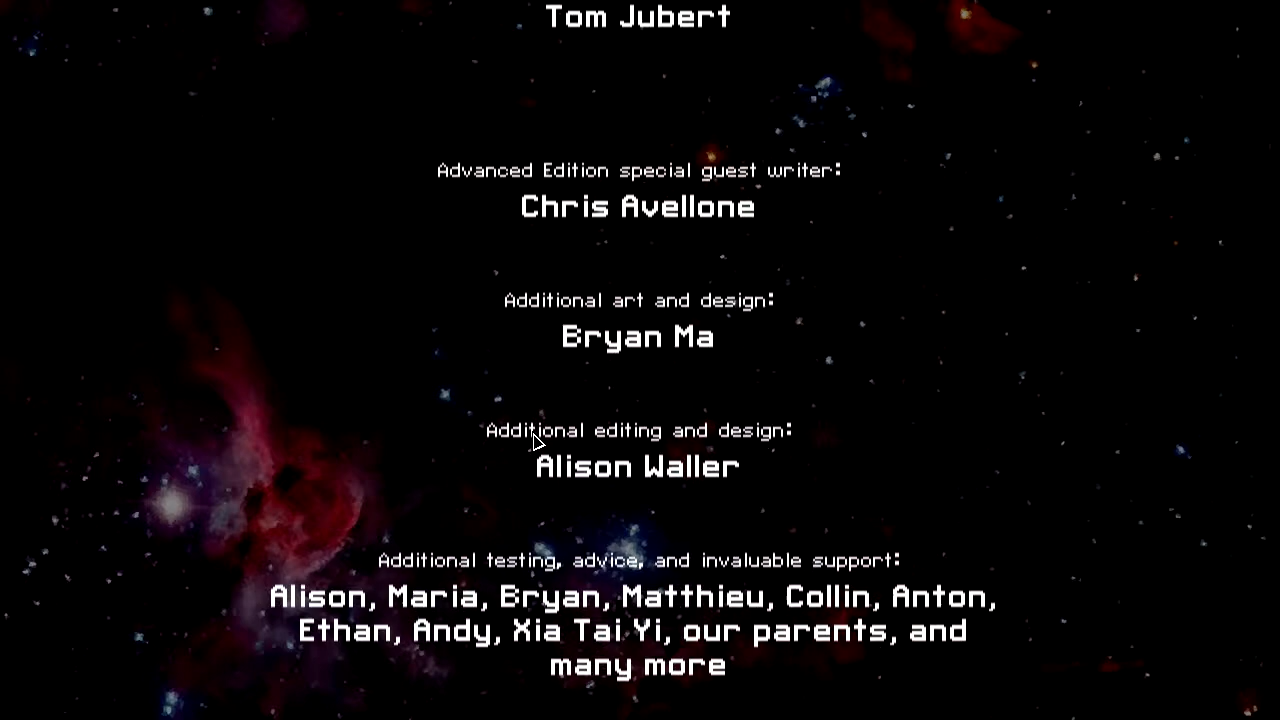 Tom Jubert
Advanced Edition special guest writer:
Chris Avellone
Additional art and design:
Bryan Ma
Additional editing and design:
Alison Waller
Additional testing, advice, and invaluable support:
Alison, Maria, Bryan, Matthieu, Collin, Anton,
Ethan, Andy, Xia Tai Yi, our parents, and
many more